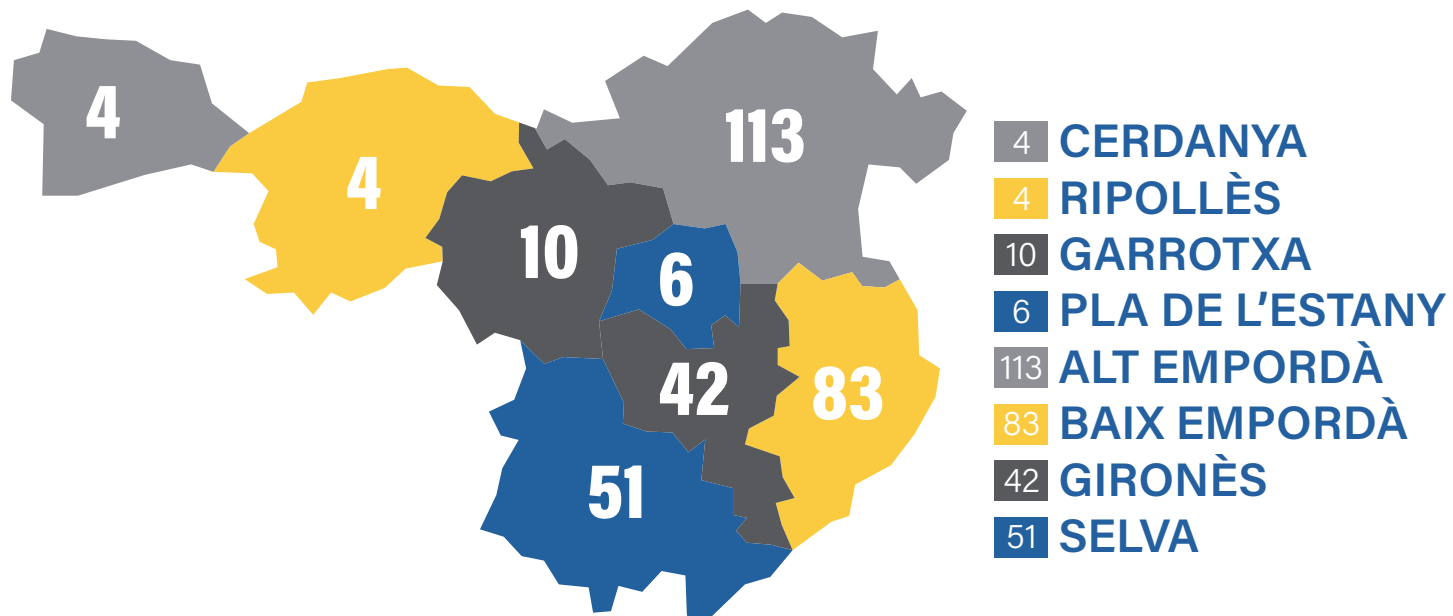 4
4
113
10
6
42
83
51
4 CERDANYA
4 RIPOLLÈS
10 GARROTXA
6 PLA DE L'ESTANY
113 ALT EMPORDÀ
83 BAIX EMPORDÀ
42 GIRONÈS
51 SELVA